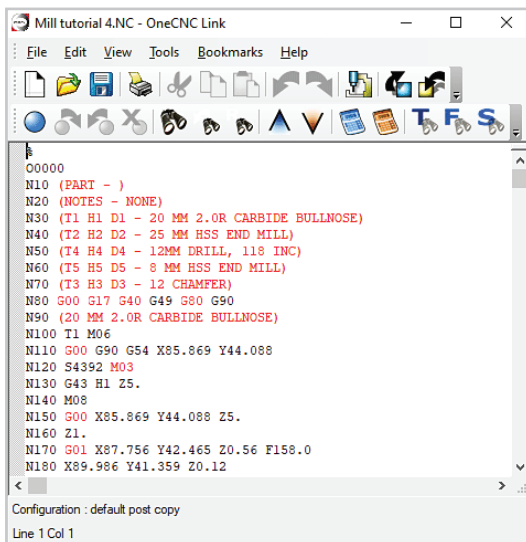 Mill tutorial 4.NC - OneCNC Link
File Edit View Tools Bookmarks Help
T F S
%
O0000
N10 (PART - )
N20 (NOTES - NONE)
N30 (T1 H1 D1 - 20 MM 2.0R CARBIDE BULLNOSE)
N40 (T2 H2 D2 - 25 MM HSS END MILL)
N50 (T4 H4 D4 - 12MM DRILL, 118 INC)
N60 (T5 H5 D5 - 8 MM HSS END MILL)
N70 (T3 H3 D3 - 12 CHAMFER)
N80 G00 G17 G40 G49 G80 G90
N90 (20 MM 2.0R CARBIDE BULLNOSE)
N100 T1 M06
N110 G00 G90 G54 X85.869 Y44.088
N120 S4392 M03
N130 G43 H1 Z5.
N140 M08
N150 G00 X85.869 Y44.088 Z5.
N160 Z1.
N170 G01 X87.756 Y42.465 Z0.56 F158.0
N180 X89.986 Y41.359 Z0.12
Configuration : default post copy
Line 1 Col 1